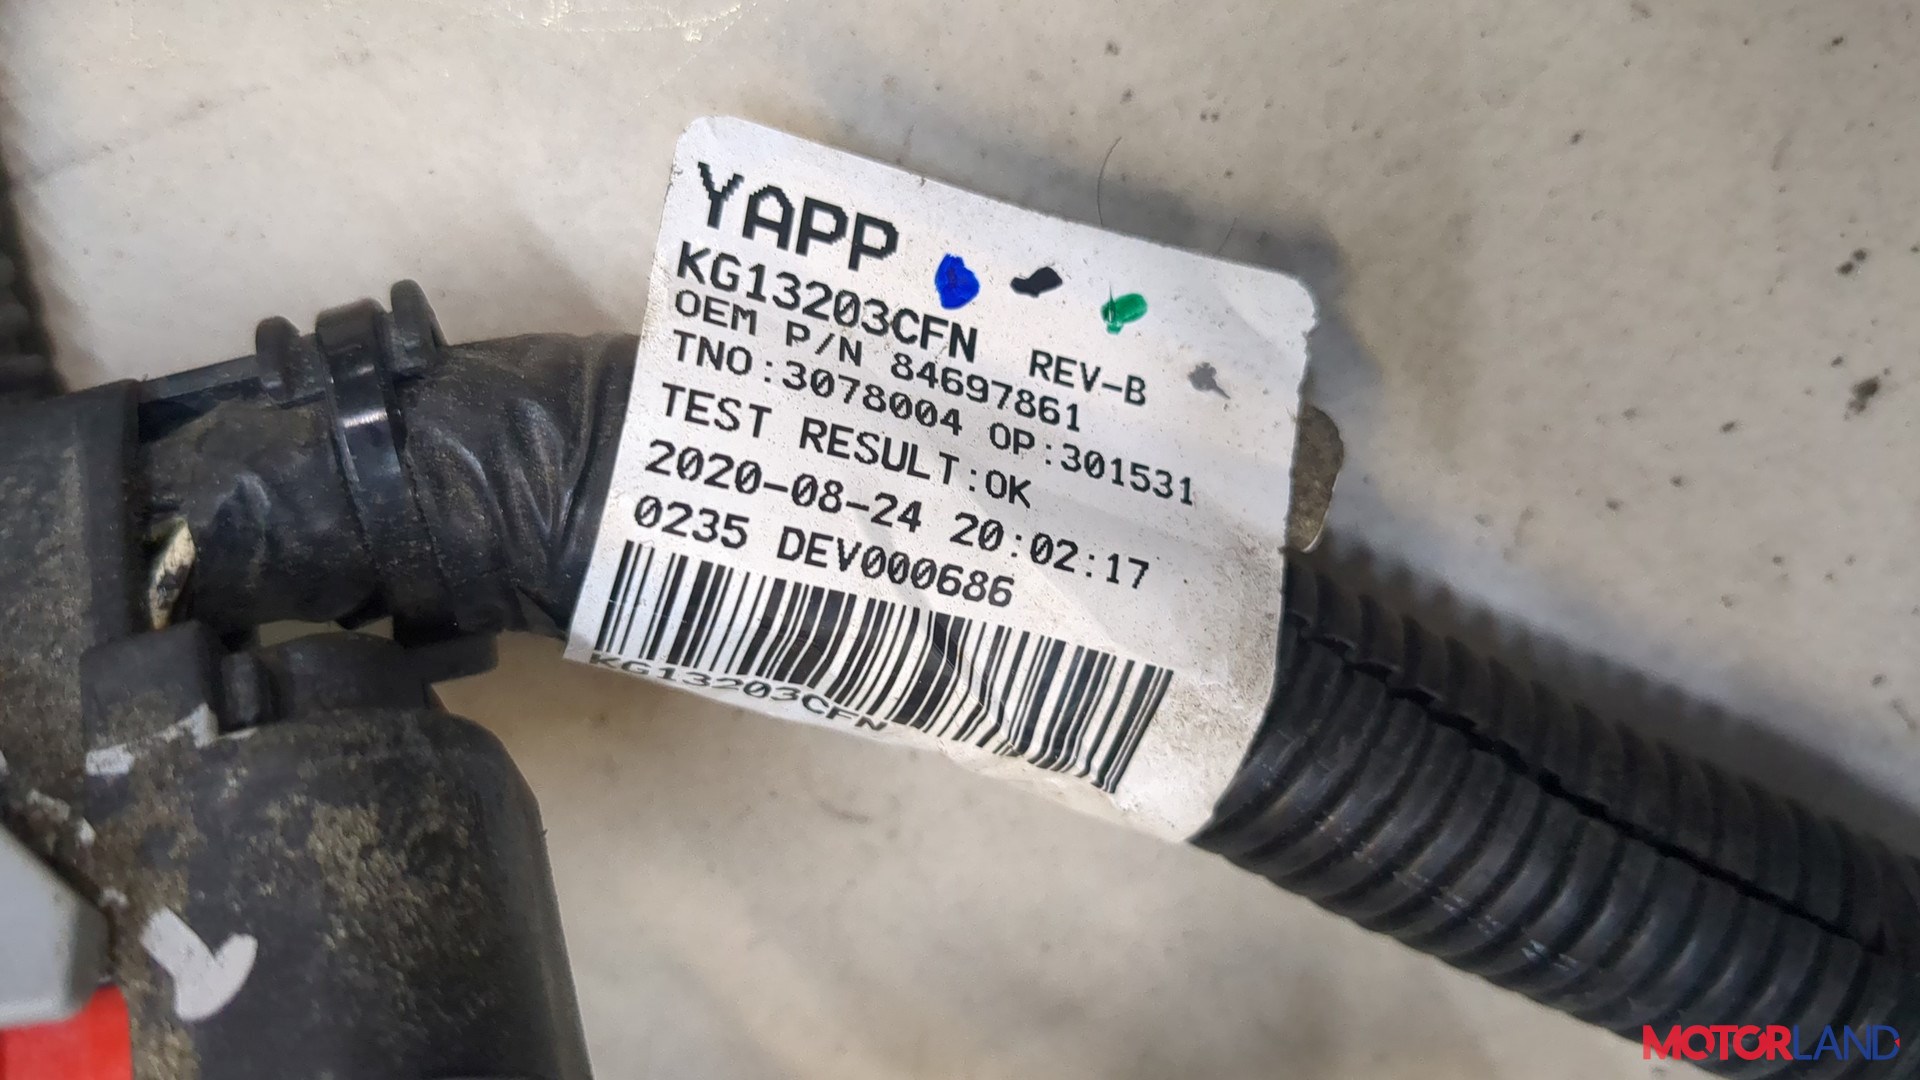 YAPP
KG13203CFN REV-B
OEM P/N 84697861
TNO:3078004 OP:301531
TEST RESULT:OK
2020-08-24 20:02:17
0235 DEV000686
KG13203CFN
MOTORLAND